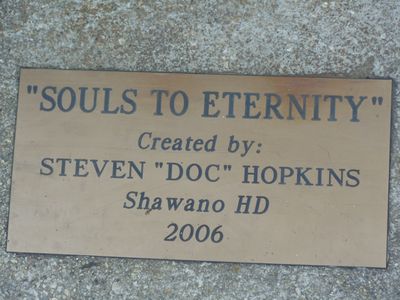 "SOULS TO ETERNITY"
Created by:
STEVEN "DOC" HOPKINS
Shawano HD
2006